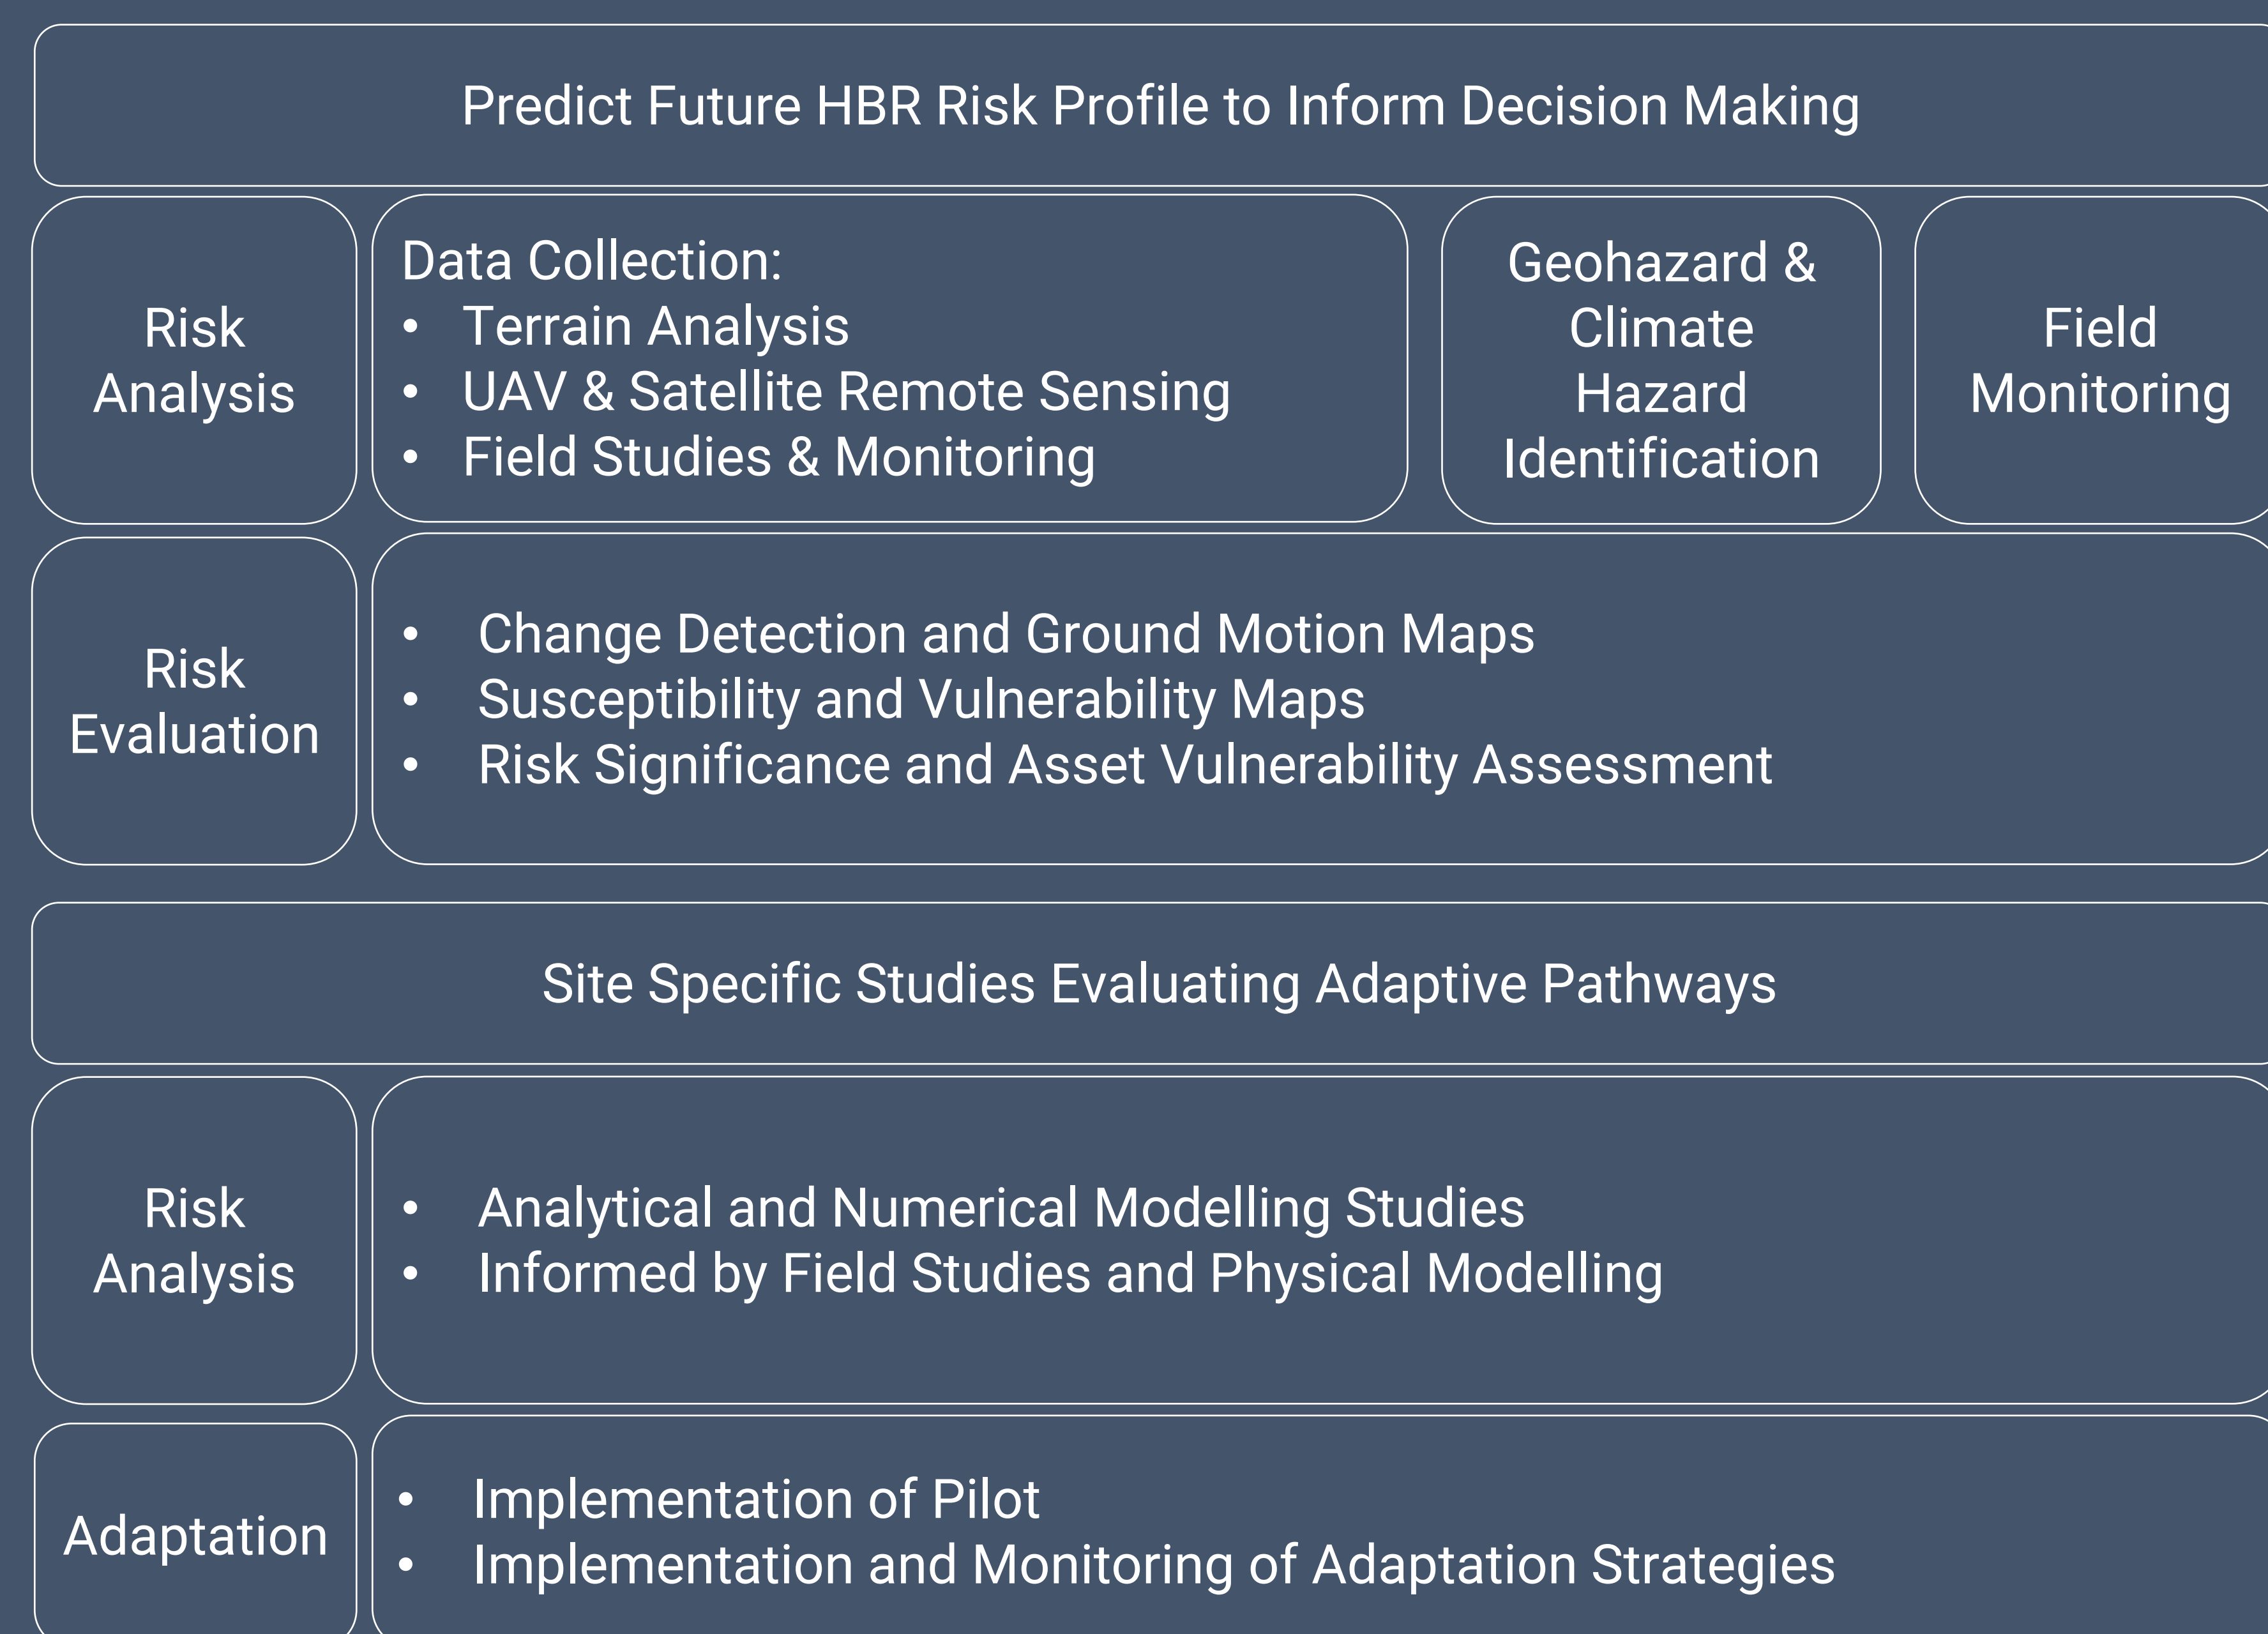 Predict Future HBR Risk Profile to Inform Decision Making
Risk
Analysis
Data Collection:
• Terrain Analysis
• UAV & Satellite Remote Sensing
• Field Studies & Monitoring
Geohazard &
Climate
Hazard
Identification
Field
Monitoring
Risk
Evaluation
• Change Detection and Ground Motion Maps
• Susceptibility and Vulnerability Maps
• Risk Significance and Asset Vulnerability Assessment
Site Specific Studies Evaluating Adaptive Pathways
Risk
Analysis
• Analytical and Numerical Modelling Studies
• Informed by Field Studies and Physical Modelling
Adaptation
• Implementation of Pilot
• Implementation and Monitoring of Adaptation Strategies